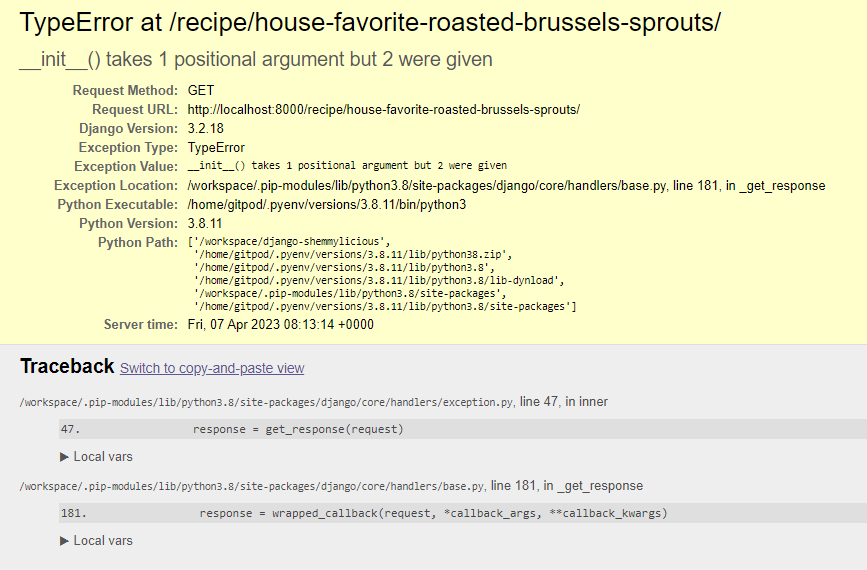 TypeError at /recipe/house-favorite-roasted-brussels-sprouts/
__init__() takes 1 positional argument but 2 were given
Request Method: GET
Request URL: http://localhost:8000/recipe/house-favorite-roasted-brussels-sprouts/
Django Version: 3.2.18
Exception Type: TypeError
Exception Value: __init__() takes 1 positional argument but 2 were given
Exception Location: /workspace/.pip-modules/lib/python3.8/site-packages/django/core/handlers/base.py, line 181, in _get_response
Python Executable: /home/gitpod/.pyenv/versions/3.8.11/bin/python3
Python Version: 3.8.11
Python Path: ['/workspace/django-shemmylicious',
'/home/gitpod/.pyenv/versions/3.8.11/lib/python38.zip',
'/home/gitpod/.pyenv/versions/3.8.11/lib/python3.8',
'/home/gitpod/.pyenv/versions/3.8.11/lib/python3.8/lib-dynload',
'/workspace/.pip-modules/lib/python3.8/site-packages',
'/home/gitpod/.pyenv/versions/3.8.11/lib/python3.8/site-packages']
Server time: Fri, 07 Apr 2023 08:13:14 +0000
Traceback Switch to copy-and-paste view
/workspace/.pip-modules/lib/python3.8/site-packages/django/core/handlers/exception.py, line 47, in inner
47. response = get_response(request)
▶ Local vars
/workspace/.pip-modules/lib/python3.8/site-packages/django/core/handlers/base.py, line 181, in _get_response
181. response = wrapped_callback(request, *callback_args, **callback_kwargs)
▶ Local vars